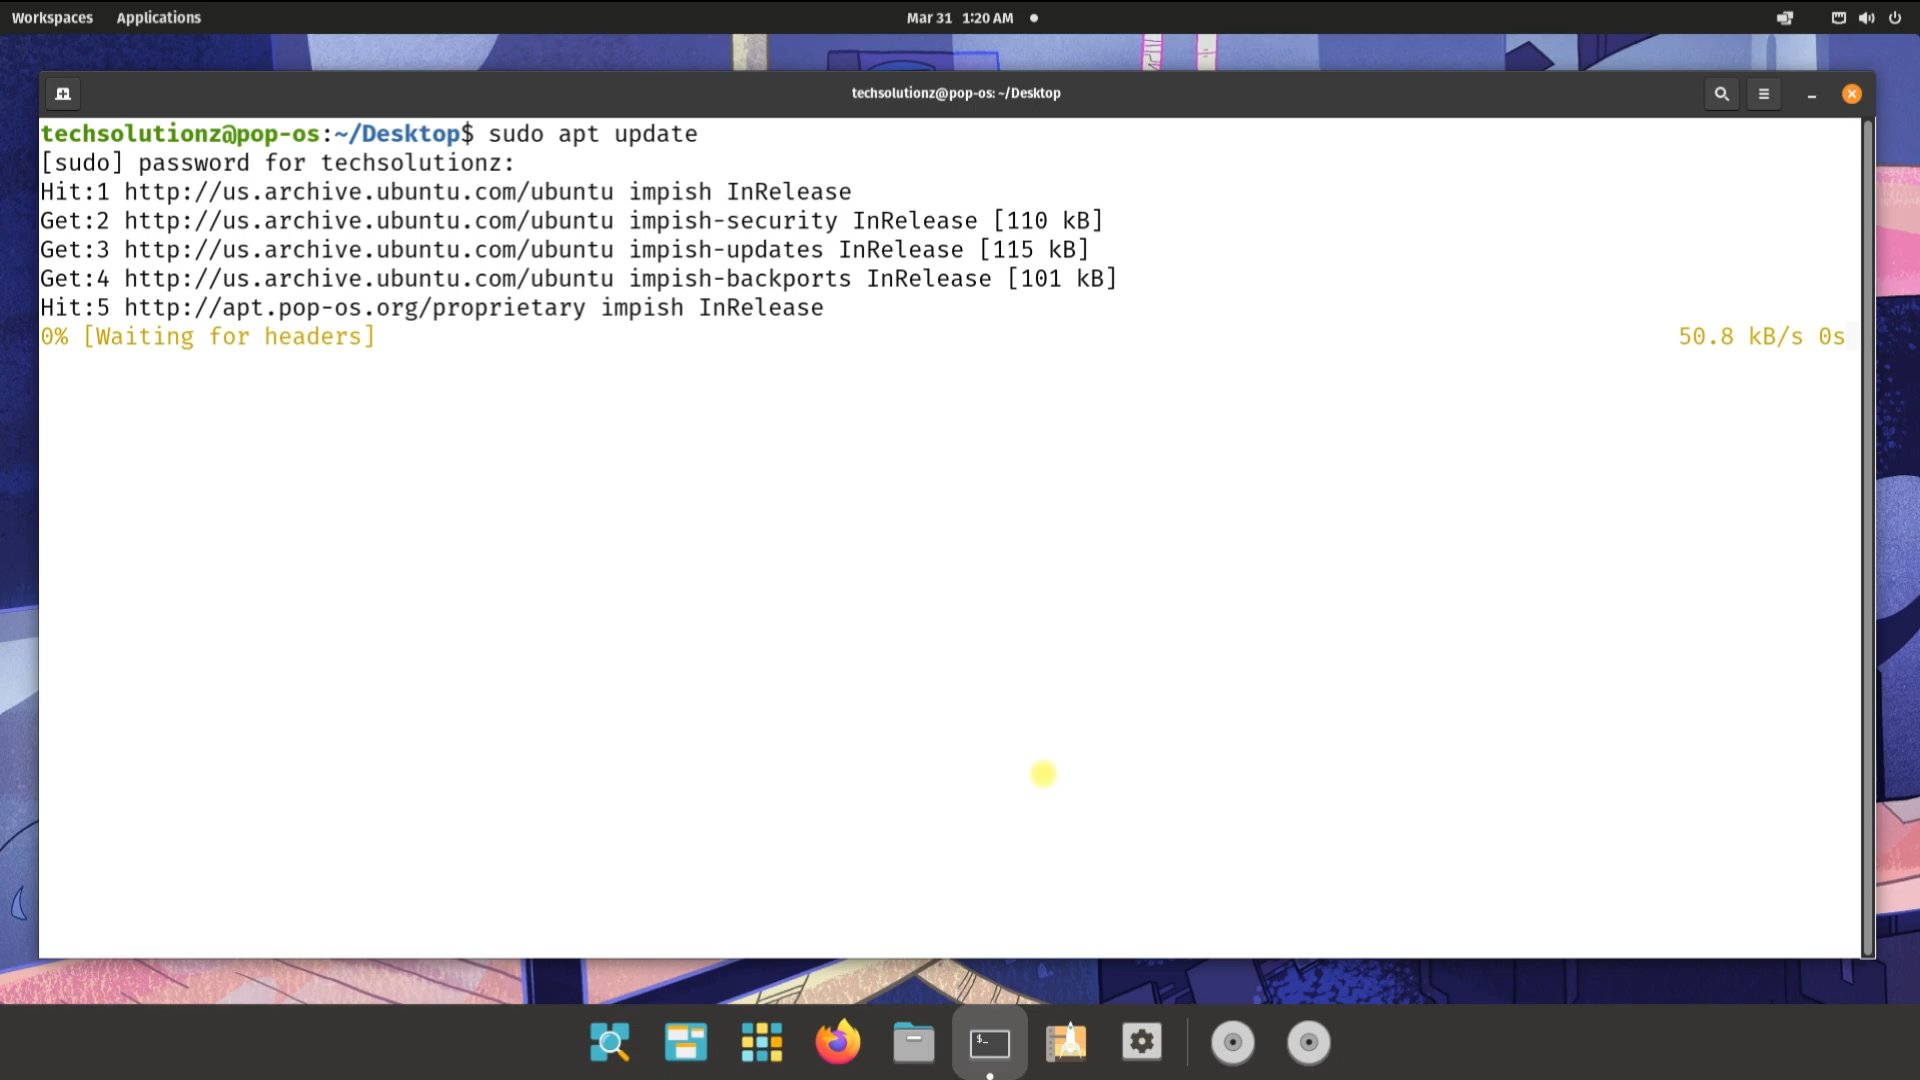 Workspaces Applications Mar 31 1:20 AM
techsolutionz@pop-os: ~/Desktop
techsolutionz@pop-os:~/Desktop$ sudo apt update
[sudo] password for techsolutionz:
Hit:1 http://us.archive.ubuntu.com/ubuntu impish InRelease
Get:2 http://us.archive.ubuntu.com/ubuntu impish-security InRelease [110 kB]
Get:3 http://us.archive.ubuntu.com/ubuntu impish-updates InRelease [115 kB]
Get:4 http://us.archive.ubuntu.com/ubuntu impish-backports InRelease [101 kB]
Hit:5 http://apt.pop-os.org/proprietary impish InRelease
0% [Waiting for headers] 50.8 kB/s 0s